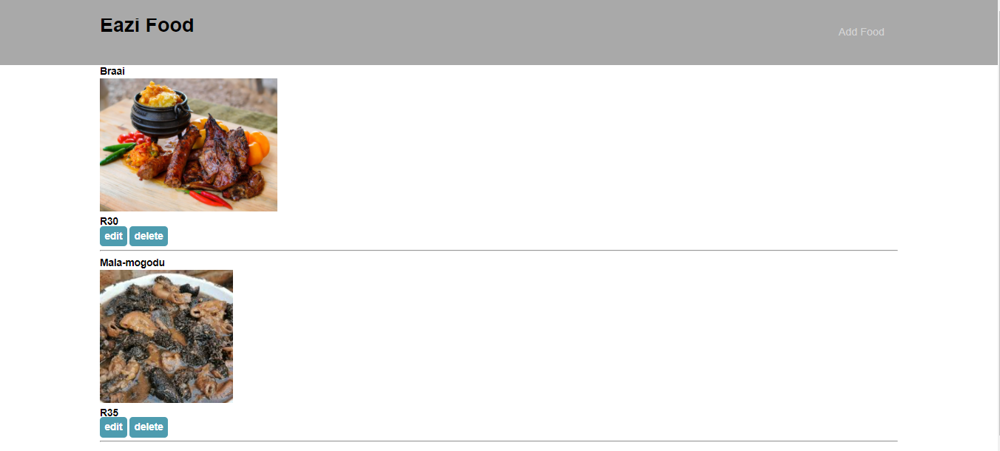 Eazi Food
Add Food
Braai
R30
edit delete
Mala-mogodu
R35
edit delete